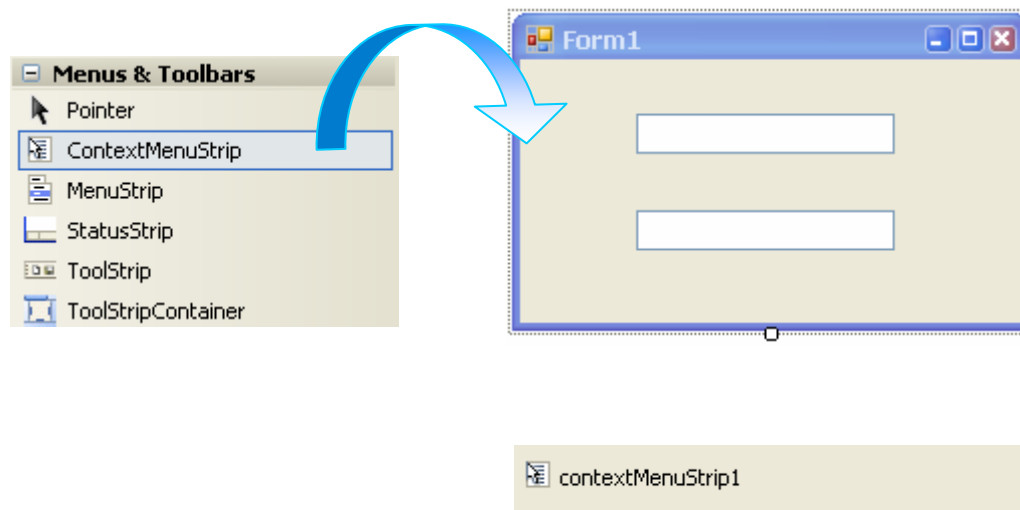 Menus & Toolbars
Pointer
ContextMenuStrip
MenuStrip
StatusStrip
ToolStrip
ToolStripContainer
Form1
contextMenuStrip1